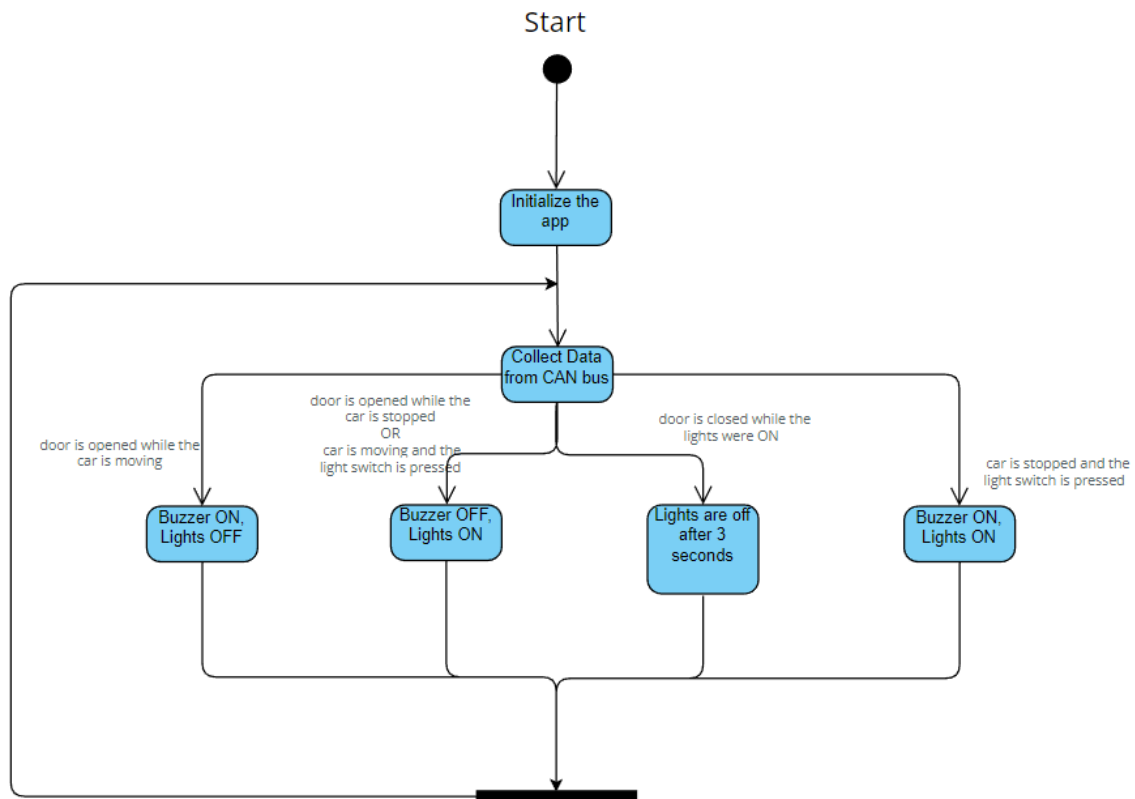 Start
Initialize the
app
Collect Data
from CAN bus
door is opened while the
car is moving
door is opened while the
car is stopped
OR
car is moving and the
light switch is pressed
door is closed while the
lights were ON
car is stopped and the
light switch is pressed
Buzzer ON,
Lights OFF
Buzzer OFF,
Lights ON
Lights are off
after 3
seconds
Buzzer ON,
Lights ON